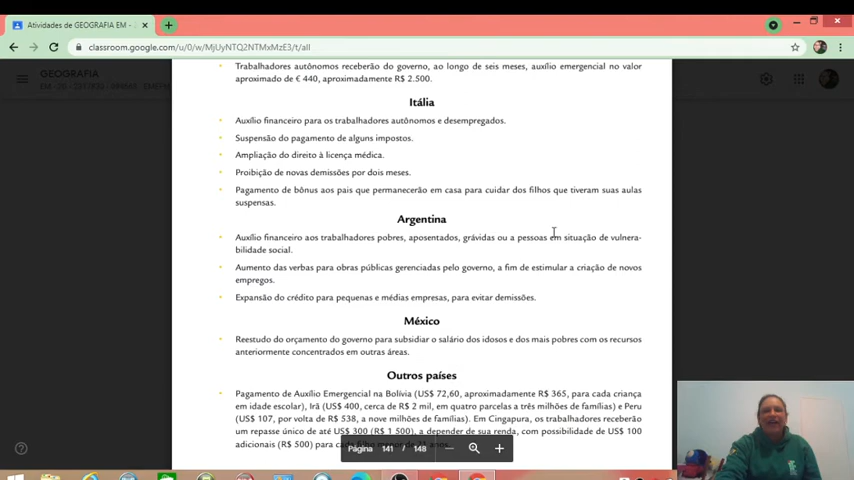 Atividades de GEOGRAFIA EM -
classroom.google.com/u/0/w/MjUyNTQ2NTMxMzE3/t/all
GEOGRAFIA
Trabalhadores autônomos receberão do governo, ao longo de seis meses, auxílio emergencial no valor
aproximado de € 440, aproximadamente R$ 2.500.
Itália
Auxílio financeiro para os trabalhadores autônomos e desempregados.
Suspensão do pagamento de alguns impostos.
Ampliação do direito à licença médica.
Proibição de novas demissões por dois meses.
Pagamento de bônus aos pais que permanecerão em casa para cuidar dos filhos que tiveram suas aulas
suspensas.
Argentina
Auxílio financeiro aos trabalhadores pobres, aposentados, grávidas ou a pessoas em situação de vulnera-
bilidade social.
Aumento das verbas para obras públicas gerenciadas pelo governo, a fim de estimular a criação de novos
empregos.
Expansão do crédito para pequenas e médias empresas, para evitar demissões.
México
Reestudo do orçamento do governo para subsidiar o salário dos idosos e dos mais pobres com os recursos
anteriormente concentrados em outras áreas.
Outros países
Pagamento de Auxílio Emergencial na Bolívia (US$ 72,60, aproximadamente R$ 365, para cada criança
em idade escolar), Irã (US$ 400, cerca de R$ 2 mil, em quatro parcelas a três milhões de famílias) e Peru
(US$ 107, por volta de R$ 538, a nove milhões de famílias). Em Cingapura, os trabalhadores receberão
um repasse único de até US$ 300 (R$ 1 500), a depender de sua renda, com possibilidade de US$ 100
adicionais (R$ 500) para cada filho menor de 21 anos.
Página 141 / 148